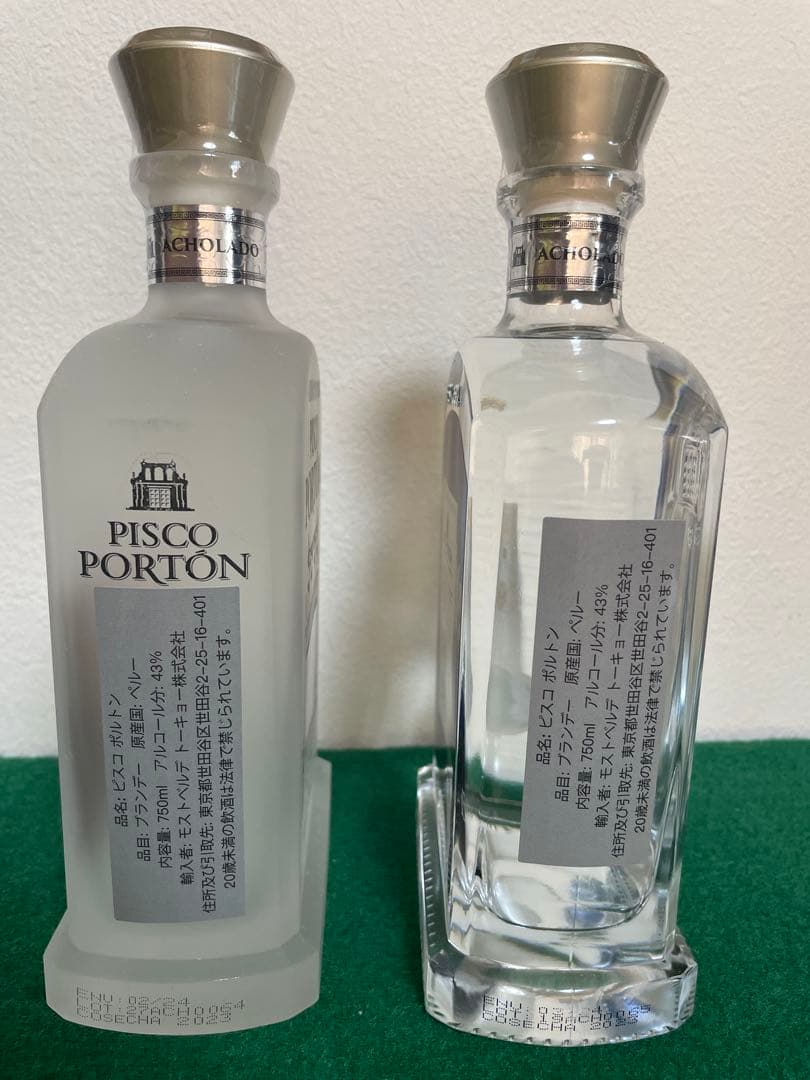 ACHOLADO
PISCO
PORTÓN
品名: ピスコ ポルトン
品目: ブランデー 原産国: ペルー
内容量: 750ml アルコール分: 43%
輸入者: モストベルデ トーキョー株式会社
住所及び引取先: 東京都世田谷区世田谷2-25-16-401
20歳未満の飲酒は法律で禁じられています。
ACHOLADO
品名: ピスコ ポルトン
品目: ブランデー 原産国: ペルー
内容量: 750ml アルコール分: 43%
輸入者: モストベルデ トーキョー株式会社
住所及び引取先: 東京都世田谷区世田谷2-25-16-401
20歳未満の飲酒は法律で禁じられています。